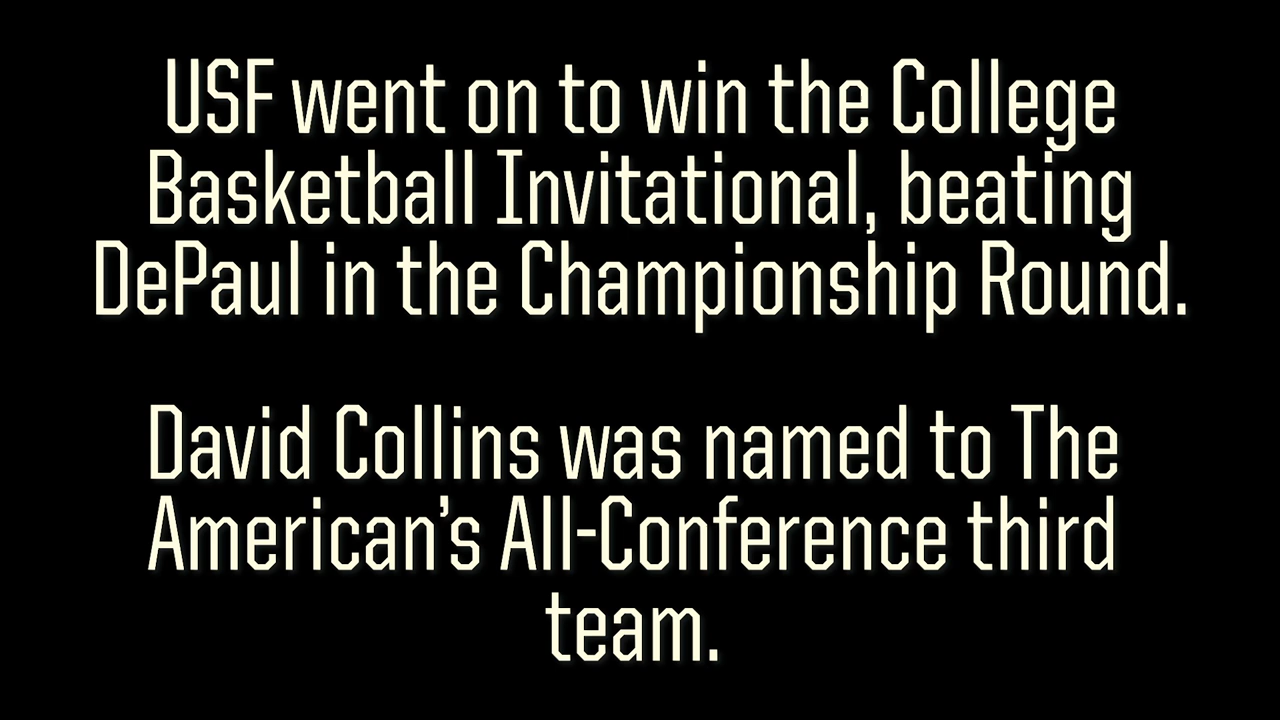 USF went on to win the College
Basketball Invitational, beating
DePaul in the Championship Round.
David Collins was named to The
American’s All-Conference third
team.